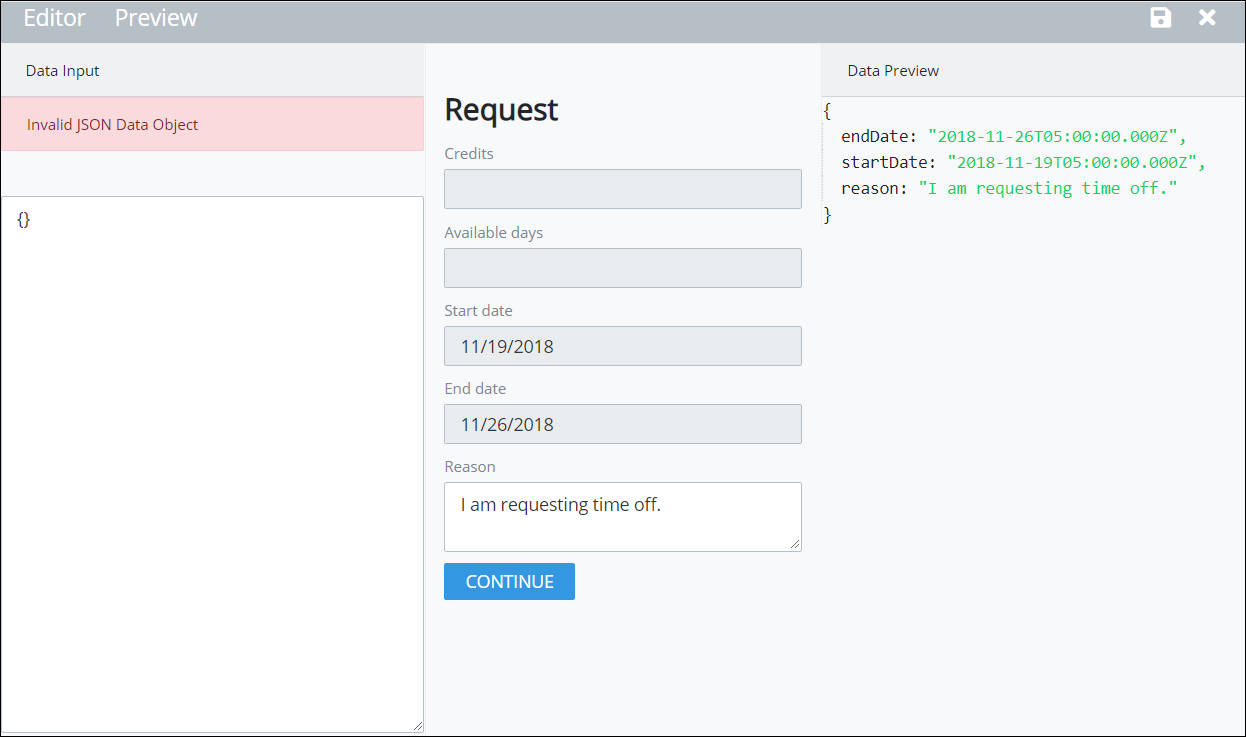 Editor Preview
Data Input
Invalid JSON Data Object
{}
Request
Credits
Available days
Start date
11/19/2018
End date
11/26/2018
Reason
I am requesting time off.
CONTINUE
Data Preview
{
endDate: "2018-11-26T05:00:00.000Z",
startDate: "2018-11-19T05:00:00.000Z",
reason: "I am requesting time off."
}